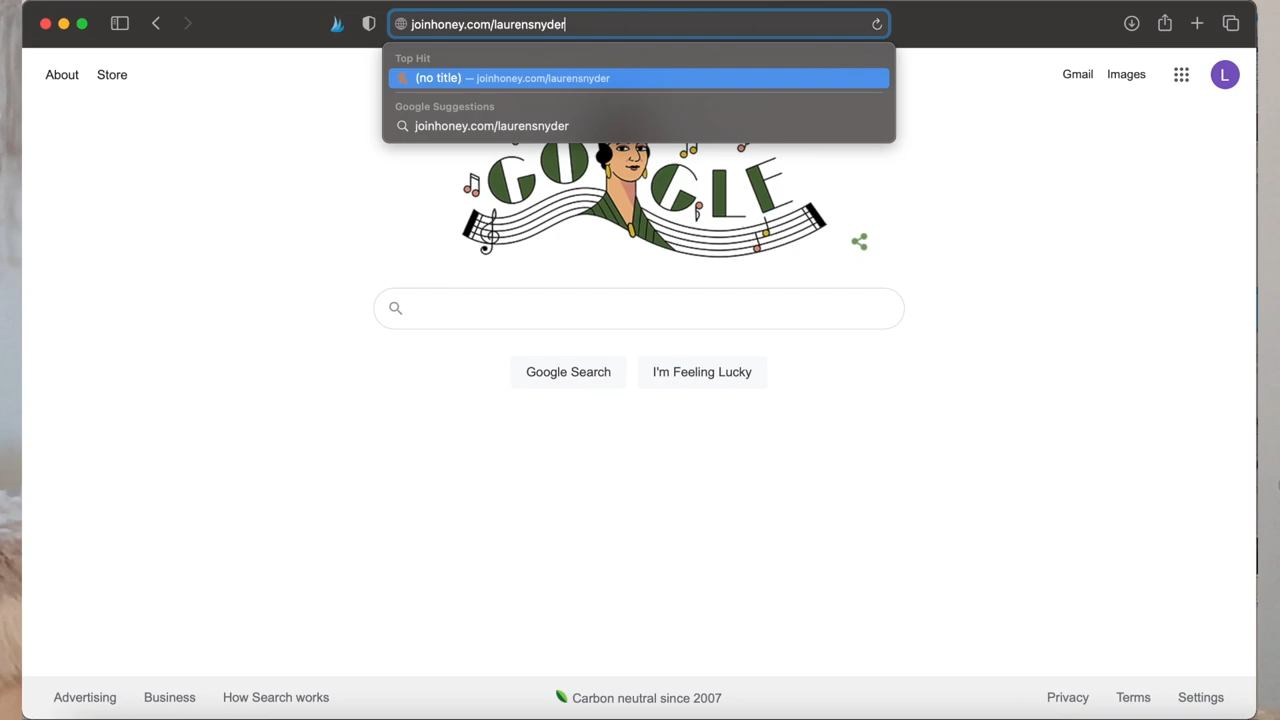 joinhoney.com/laurensnyder
Top Hit
(no title) — joinhoney.com/laurensnyder
Google Suggestions
joinhoney.com/laurensnyder
About Store
Gmail Images
L
GOOGLE
Google Search I'm Feeling Lucky
Advertising Business How Search works
Carbon neutral since 2007
Privacy Terms Settings